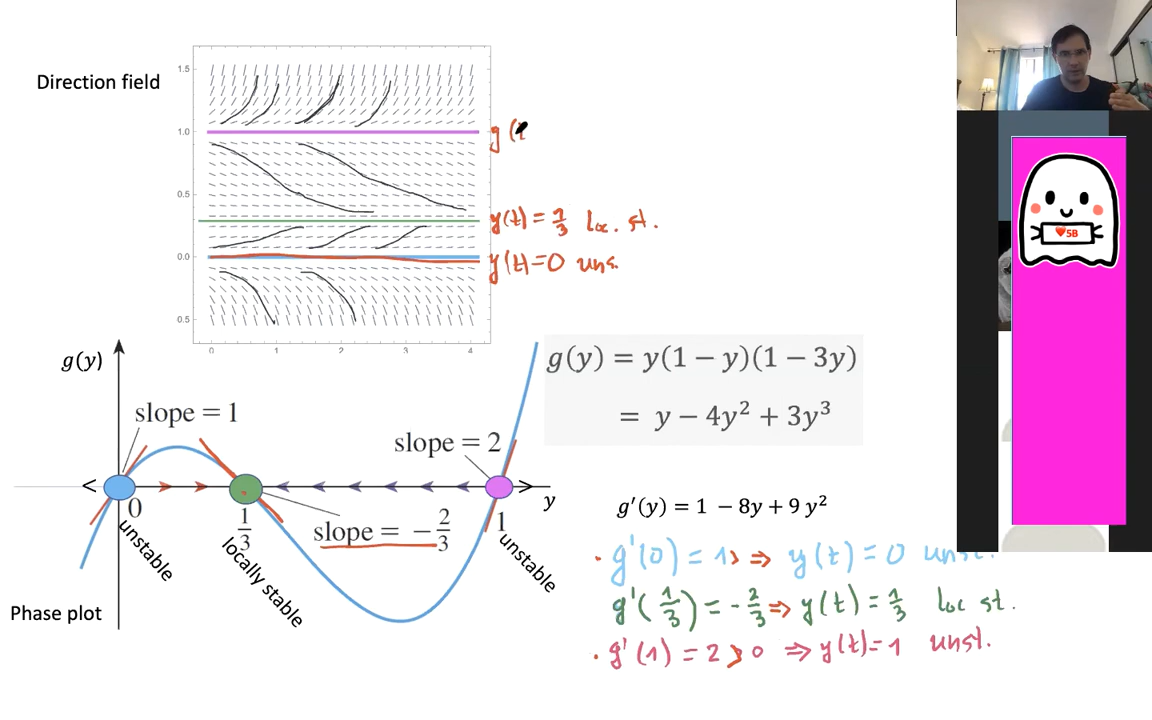 Direction field
1.5
1.0
0.5
0.0
0.5
0 1 2 3 4
g (
y(t) = 1/3 loc. st.
y(t)=0 uns.
g(y)
slope = 1
slope = 2
0
1/3
slope = −2/3
1
y
unstable
locally stable
unstable
Phase plot
g(y) = y(1 − y)(1 − 3y)
= y − 4y² + 3y³
g′(y) = 1 − 8y + 9 y²
· g'(0) = 1> ⇒ y(t) = 0 unst.
g'(1/3) = -2/3 ⇒ y(t) = 1/3 loc st.
· g'(1) = 2 > 0 ⇒ y(t)= 1 unst.
SB